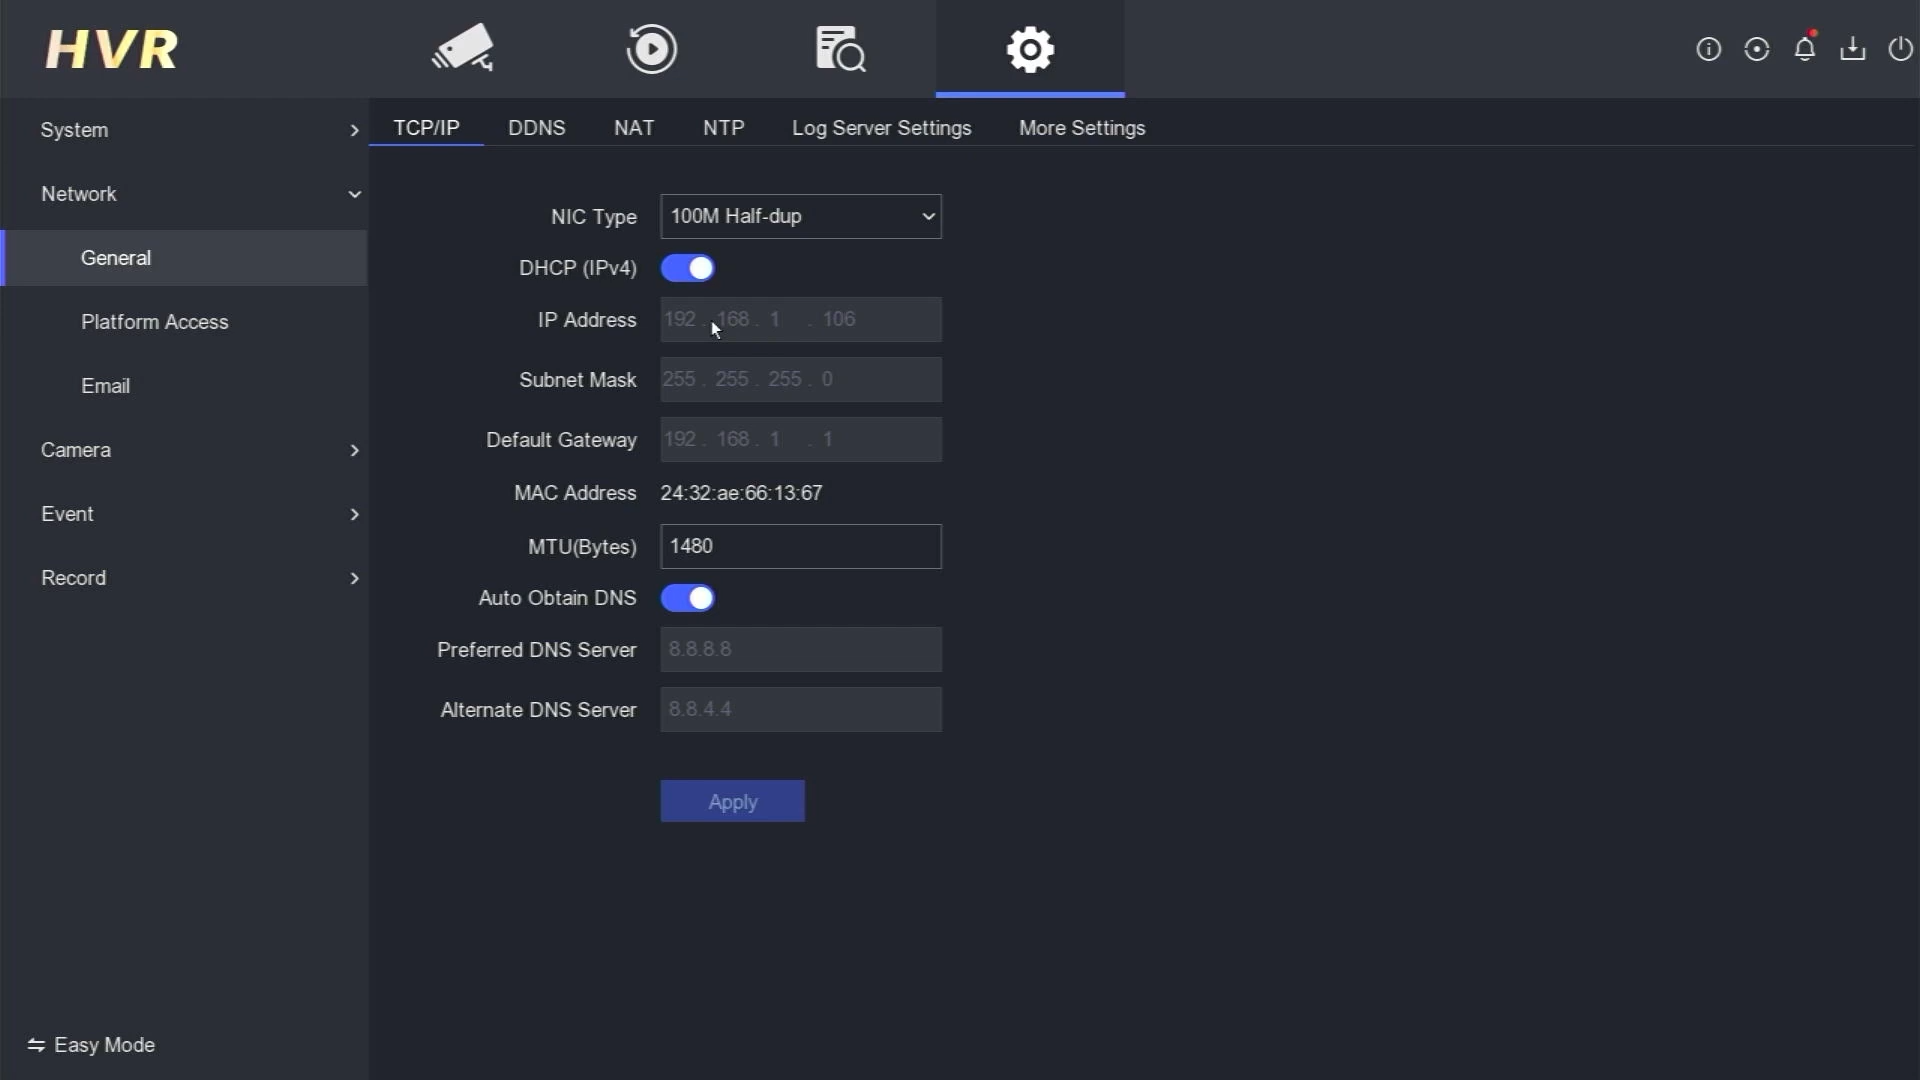 HVR
System
Network
General
Platform Access
Email
Camera
Event
Record
Easy Mode
TCP/IP DDNS NAT NTP Log Server Settings More Settings
NIC Type 100M Half-dup
DHCP (IPv4)
IP Address 192 . 168 . 1 . 106
Subnet Mask 255 . 255 . 255 . 0
Default Gateway 192 . 168 . 1 . 1
MAC Address 24:32:ae:66:13:67
MTU(Bytes) 1480
Auto Obtain DNS
Preferred DNS Server 8.8.8.8
Alternate DNS Server 8.8.4.4
Apply